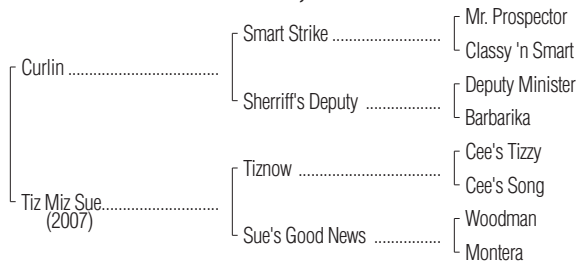 Mr. Prospector
Smart Strike ........................
Classy 'n Smart
Curlin ..................................
Deputy Minister
Sherriff's Deputy .................
Barbarika
Cee's Tizzy
Tiznow ................................
Cee's Song
Tiz Miz Sue..........................
(2007)
Woodman
Sue's Good News ...............
Montera